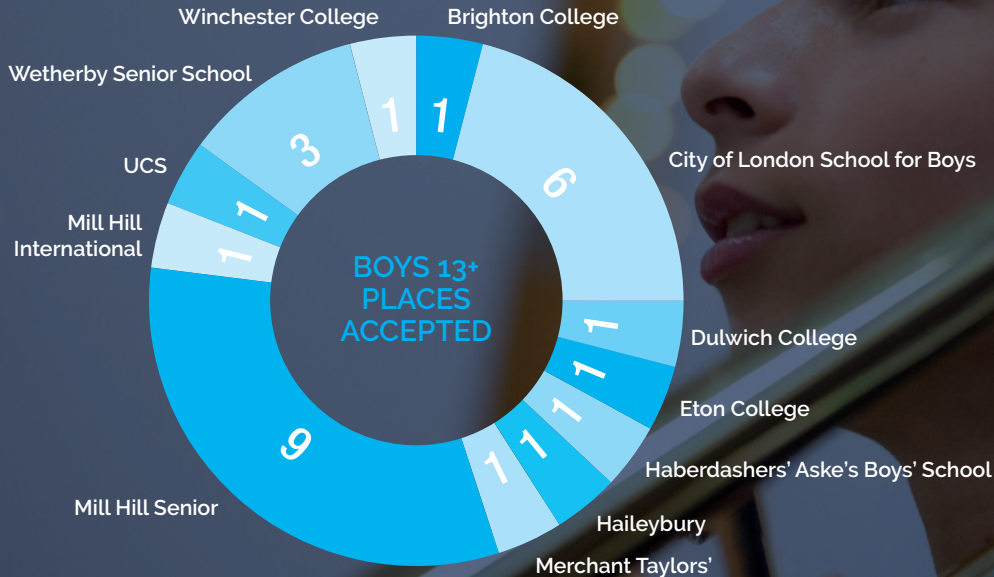 Winchester College
Brighton College
Wetherby Senior School
1
1
3
6
City of London School for Boys
UCS
1
Mill Hill
International
1
BOYS 13+
PLACES
ACCEPTED
1
Dulwich College
1
Eton College
1
Haberdashers' Aske's Boys' School
1
Haileybury
1
Merchant Taylors'
9
Mill Hill Senior